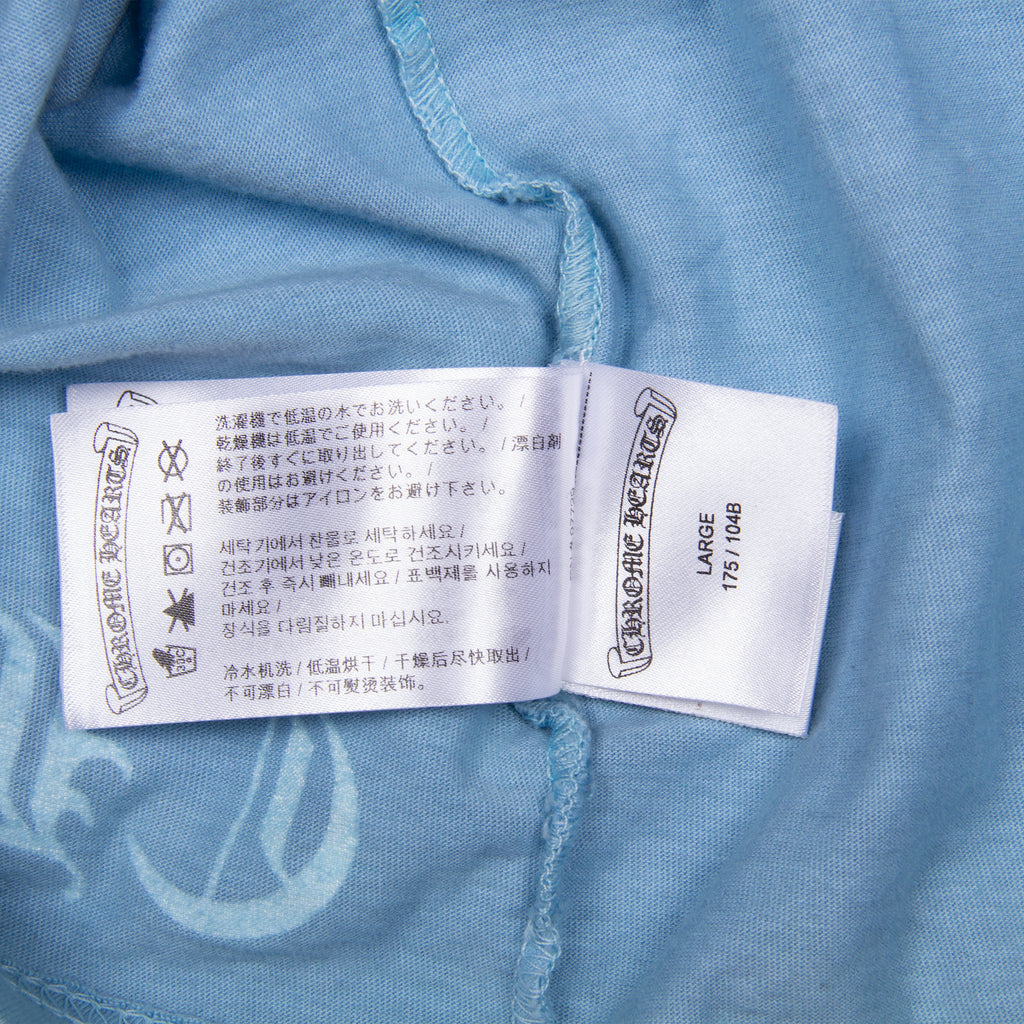 CHROME HEARTS
洗濯機で低温の水でお洗いください。/
乾燥機は低温でご使用ください。/
終了後すぐに取り出してください。/漂白剤
の使用はお避けください。/
装飾部分はアイロンをお避け下さい。
세탁기에서 찬물로 세탁하세요 /
건조기에서 낮은 온도로 건조시키세요 /
건조 후 즉시 빼내세요 / 표백제를 사용하지
마세요 /
장식을 다림질하지 마십시요.
冷水机洗 / 低温烘干 / 干燥后尽快取出 /
不可漂白 / 不可熨烫装饰。
30C
CHROME HEARTS
LARGE
175 / 104B